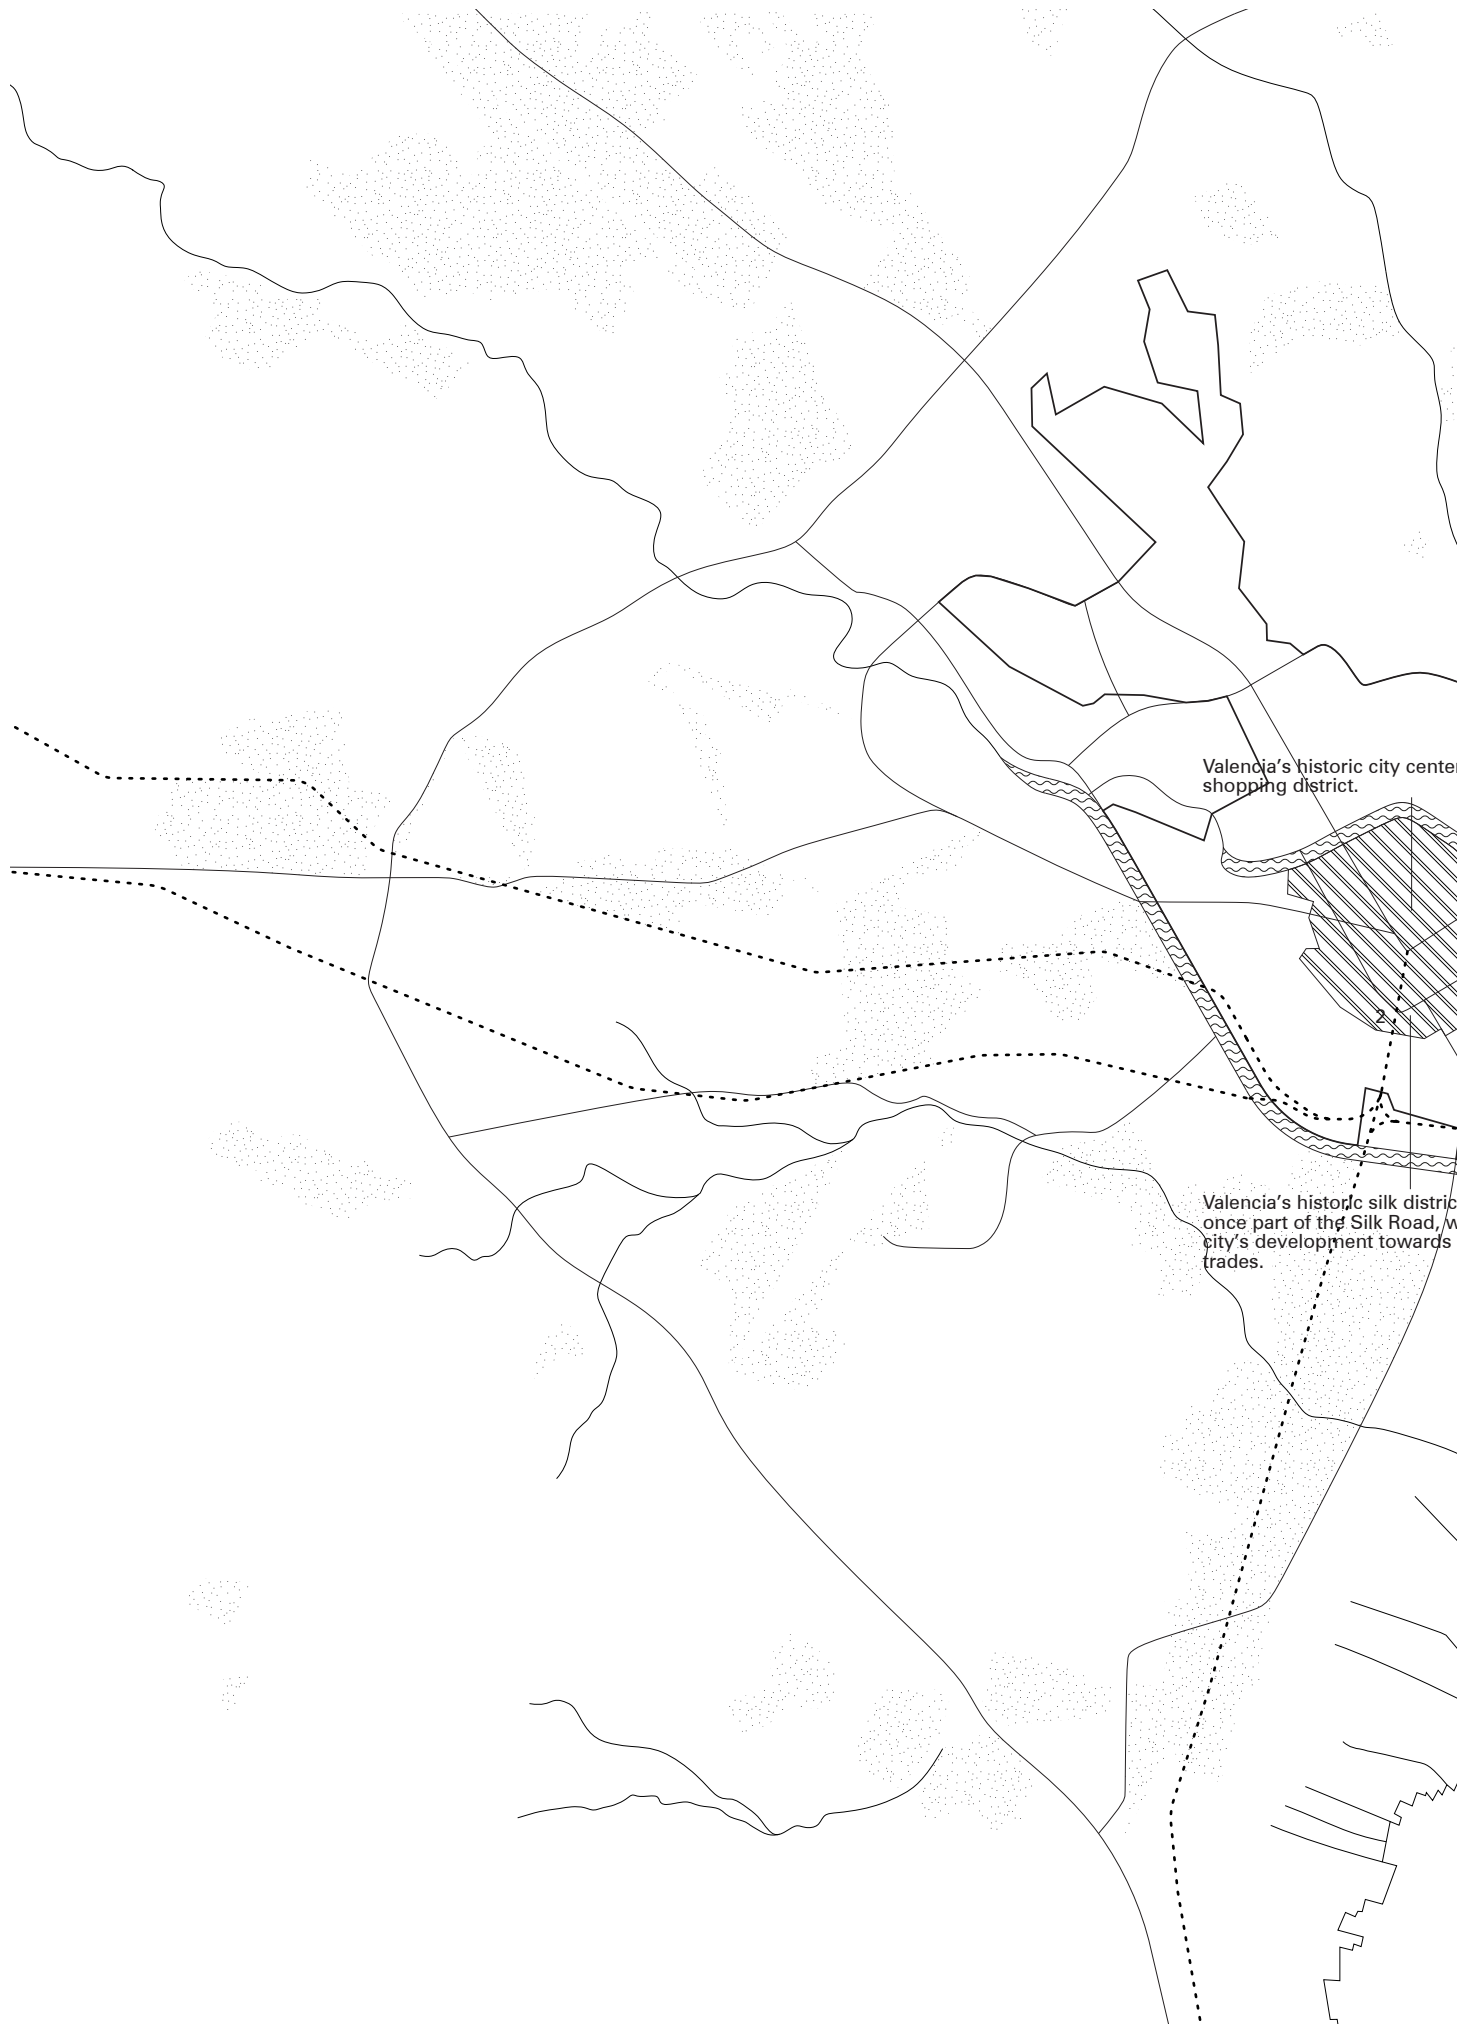 Valencia’s historic city center
shopping district.
2
Valencia’s historic silk distric
once part of the Silk Road, w
city’s development towards
trades.